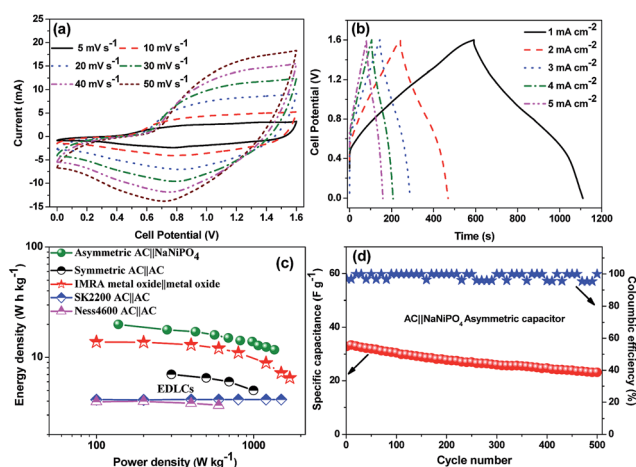 (a)
5 mV s-1 10 mV s-1
20 mV s-1 30 mV s-1
40 mV s-1 50 mV s-1
Current (mA)
25
20
15
10
5
0
-5
-10
-15
0.0 0.2 0.4 0.6 0.8 1.0 1.2 1.4 1.6
Cell Potential (V)
(b)
1 mA cm-2
2 mA cm-2
3 mA cm-2
4 mA cm-2
5 mA cm-2
Cell Potential (V)
1.8
1.2
0.6
0.0
0 200 400 600 800 1000 1200
Time (s)
(c)
Asymmetric AC||NaNiPO4
Symmetric AC||AC
IMRA metal oxide||metal oxide
SK2200 AC||AC
Ness4600 AC||AC
EDLCs
Energy density (W h kg-1)
100
10
100 1000
Power density (W kg-1)
(d)
AC||NaNiPO4 Asymmetric capacitor
Specific capacitance (F g-1)
80
60
40
20
0
Coloumbic efficiency (%)
120
100
80
60
40
20
0
0 100 200 300 400 500
Cycle number